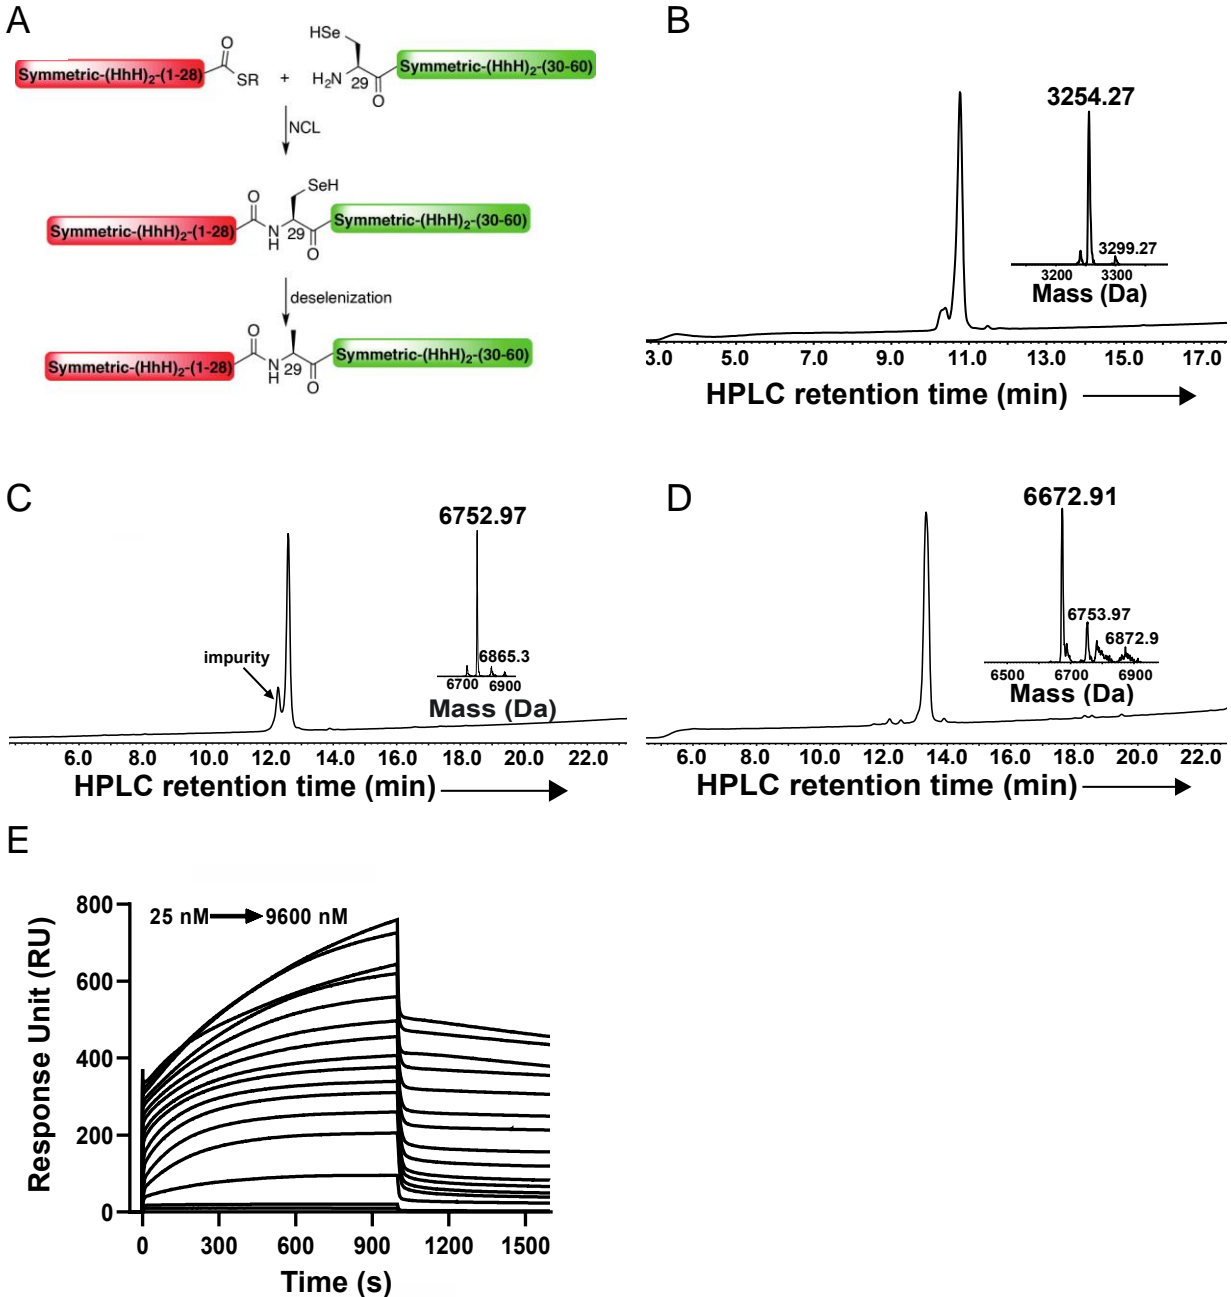 A
Symmetric-(HhH)2-(1-28)
O
SR
+
HSe
H2N
29
O
Symmetric-(HhH)2-(30-60)
NCL
Symmetric-(HhH)2-(1-28)
O
N
H
SeH
29
O
Symmetric-(HhH)2-(30-60)
deselenization
Symmetric-(HhH)2-(1-28)
O
N
H
29
O
Symmetric-(HhH)2-(30-60)
B
3254.27
3299.27
3200 3300
Mass (Da)
3.0 5.0 7.0 9.0 11.0 13.0 15.0 17.0
HPLC retention time (min)
C
6752.97
impurity
6865.3
6700 6900
Mass (Da)
6.0 8.0 10.0 12.0 14.0 16.0 18.0 20.0 22.0
HPLC retention time (min)
D
6672.91
6753.97
6872.9
6500 6700 6900
Mass (Da)
6.0 8.0 10.0 12.0 14.0 16.0 18.0 20.0 22.0
HPLC retention time (min)
E
25 nM 9600 nM
800
600
400
200
0
Response Unit (RU)
0 300 600 900 1200 1500
Time (s)